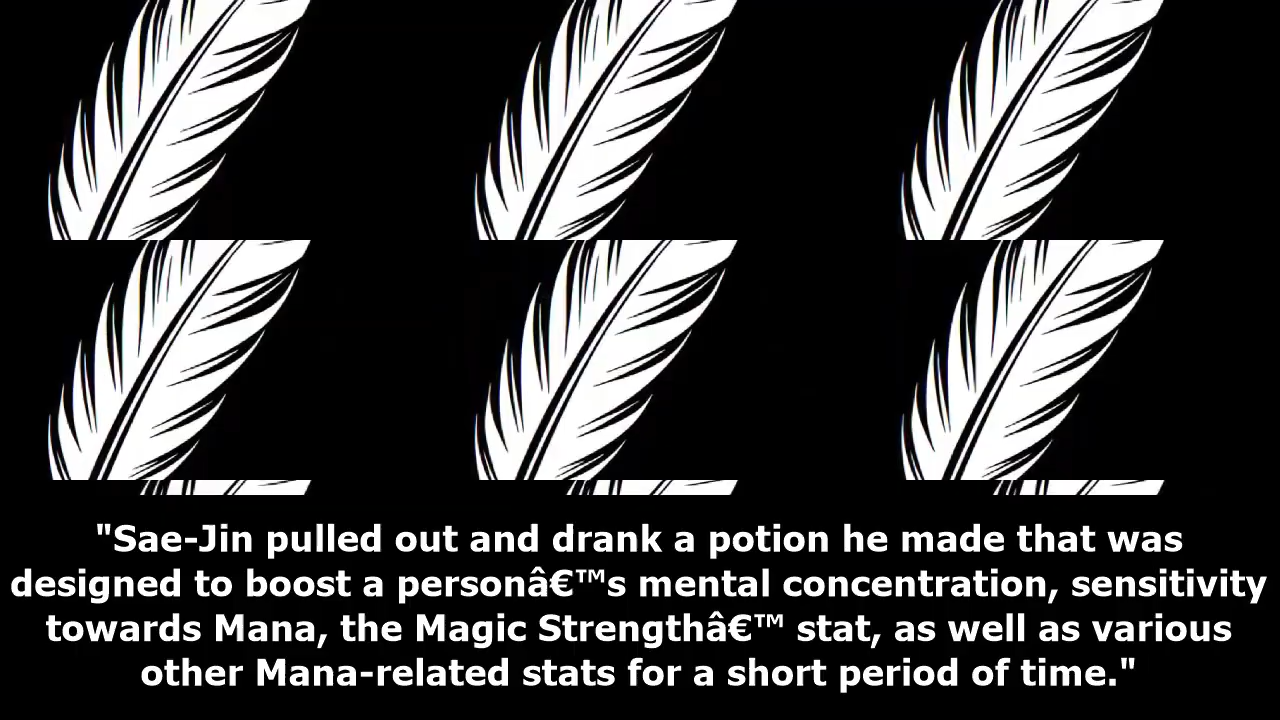 "Sae-Jin pulled out and drank a potion he made that was
designed to boost a personâ€™s mental concentration, sensitivity
towards Mana, the Magic Strengthâ€™ stat, as well as various
other Mana-related stats for a short period of time."